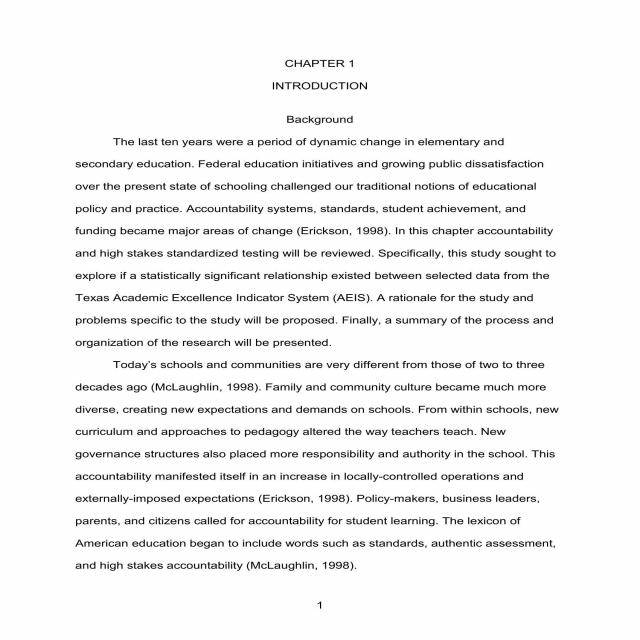 CHAPTER 1
INTRODUCTION
Background
The last ten years were a period of dynamic change in elementary and
secondary education. Federal education initiatives and growing public dissatisfaction
over the present state of schooling challenged our traditional notions of educational
policy and practice. Accountability systems, standards, student achievement, and
funding became major areas of change (Erickson, 1998). In this chapter accountability
and high stakes standardized testing will be reviewed. Specifically, this study sought to
explore if a statistically significant relationship existed between selected data from the
Texas Academic Excellence Indicator System (AEIS). A rationale for the study and
problems specific to the study will be proposed. Finally, a summary of the process and
organization of the research will be presented.
Today's schools and communities are very different from those of two to three
decades ago (McLaughlin, 1998). Family and community culture became much more
diverse, creating new expectations and demands on schools. From within schools, new
curriculum and approaches to pedagogy altered the way teachers teach. New
governance structures also placed more responsibility and authority in the school. This
accountability manifested itself in an increase in locally-controlled operations and
externally-imposed expectations (Erickson, 1998). Policy-makers, business leaders,
parents, and citizens called for accountability for student learning. The lexicon of
American education began to include words such as standards, authentic assessment,
and high stakes accountability (McLaughlin, 1998).
1